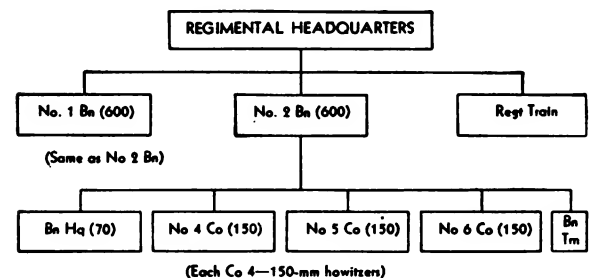 REGIMENTAL HEADQUARTERS
No. 1 Bn (600)
No. 2 Bn (600)
Regt Train
(Same as No 2 Bn)
Bn Hq (70)
No 4 Co (150)
No 5 Co (150)
No 6 Co (150)
Bn
Trn
(Each Co 4—150-mm howitzers)